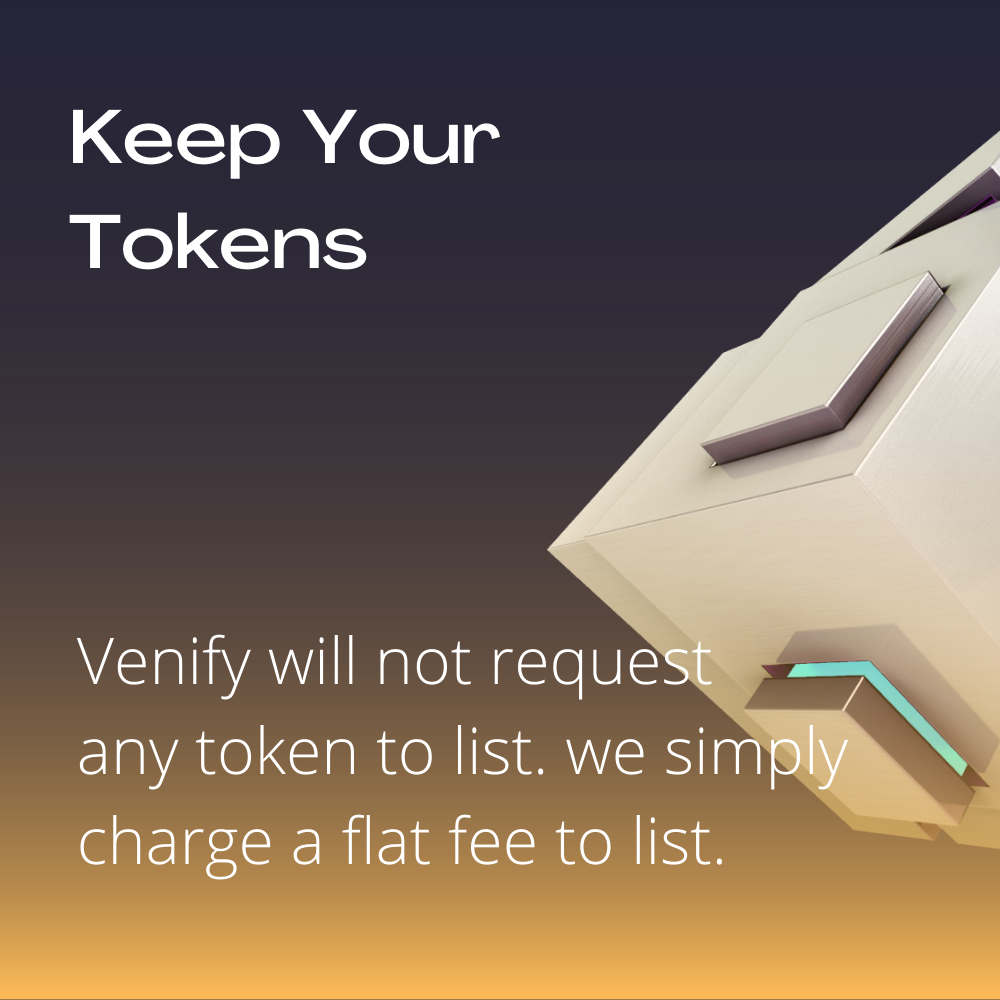 Keep Your
Tokens
Venify will not request
any token to list. we simply
charge a flat fee to list.